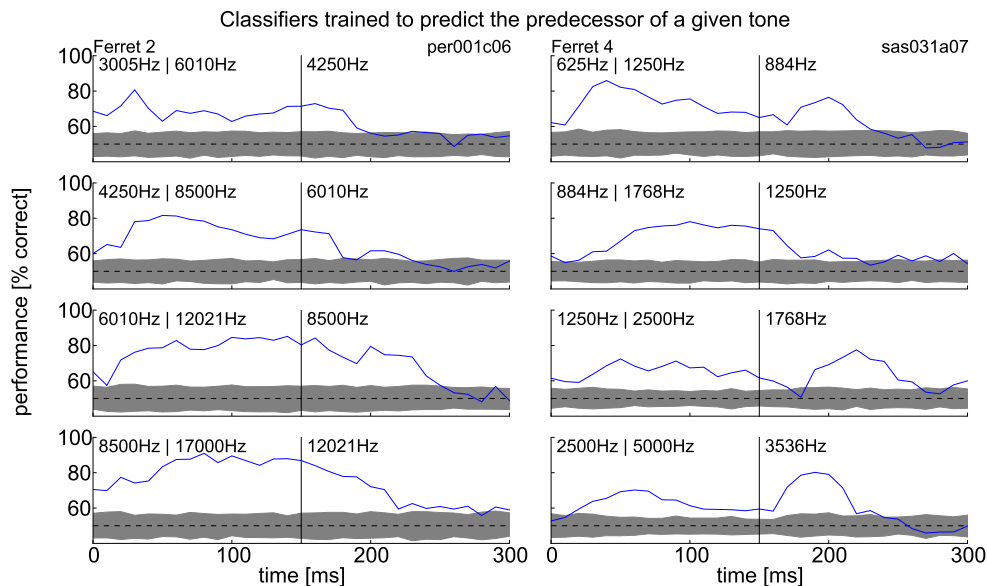 Classifiers trained to predict the predecessor of a given tone
Ferret 2 per001c06
3005Hz | 6010Hz 4250Hz
100
80
60
4250Hz | 8500Hz 6010Hz
100
80
60
6010Hz | 12021Hz 8500Hz
100
80
60
8500Hz | 17000Hz 12021Hz
100
80
60
0 100 200 300
time [ms]
performance [% correct]
Ferret 4 sas031a07
625Hz | 1250Hz 884Hz
884Hz | 1768Hz 1250Hz
1250Hz | 2500Hz 1768Hz
2500Hz | 5000Hz 3536Hz
0 100 200 300
time [ms]